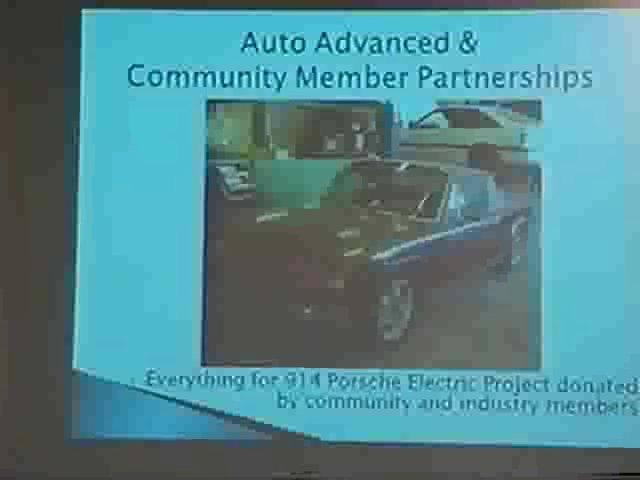 Auto Advanced &
Community Member Partnerships
Everything for 914 Porsche Electric Project donated
by community and industry members